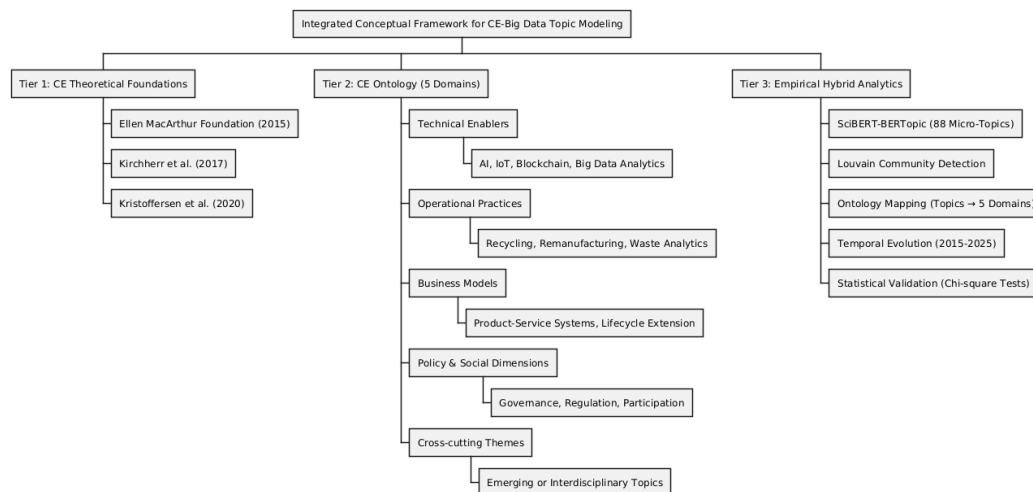 Integrated Conceptual Framework for CE-Big Data Topic Modeling
Tier 1: CE Theoretical Foundations
Ellen MacArthur Foundation (2015)
Kirchherr et al. (2017)
Kristoffersen et al. (2020)
Tier 2: CE Ontology (5 Domains)
Technical Enablers
AI, IoT, Blockchain, Big Data Analytics
Operational Practices
Recycling, Remanufacturing, Waste Analytics
Business Models
Product-Service Systems, Lifecycle Extension
Policy & Social Dimensions
Governance, Regulation, Participation
Cross-cutting Themes
Emerging or Interdisciplinary Topics
Tier 3: Empirical Hybrid Analytics
SciBERT-BERTopic (88 Micro-Topics)
Louvain Community Detection
Ontology Mapping (Topics → 5 Domains)
Temporal Evolution (2015-2025)
Statistical Validation (Chi-square Tests)